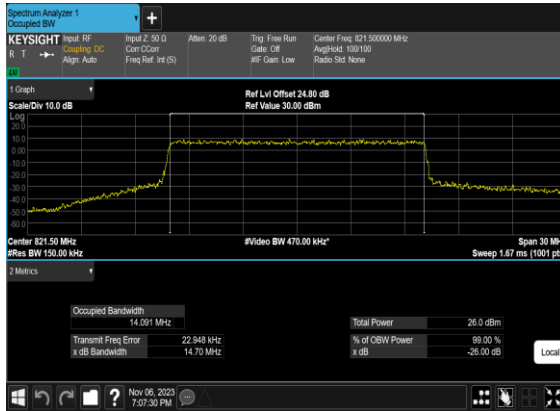 Spectrum Analyzer 1
Occupied BW
KEYSIGHT
R T
Input: RF
Coupling: DC
Align: Auto
Input Z: 50 Ω
Corr CCorr
Freq Ref: Int (S)
Atten: 20 dB
Trig: Free Run
Gate: Off
#IF Gain: Low
Center Freq: 821.500000 MHz
Avg|Hold: 100/100
Radio Std: None
1 Graph
Scale/Div 10.0 dB
Ref Lvl Offset 24.80 dB
Ref Value 30.00 dBm
Log
20.0
10.0
0.00
-10.0
-20.0
-30.0
-40.0
-50.0
-60.0
Center 821.50 MHz
#Res BW 150.00 kHz
#Video BW 470.00 kHz*
Span 30 MH
Sweep 1.67 ms (1001 pt
2 Metrics
Occupied Bandwidth
14.091 MHz
Transmit Freq Error 22.948 kHz
x dB Bandwidth 14.70 MHz
Total Power 26.0 dBm
% of OBW Power 99.00 %
x dB -26.00 dB
Local
?
Nov 06, 2023
7:07:30 PM